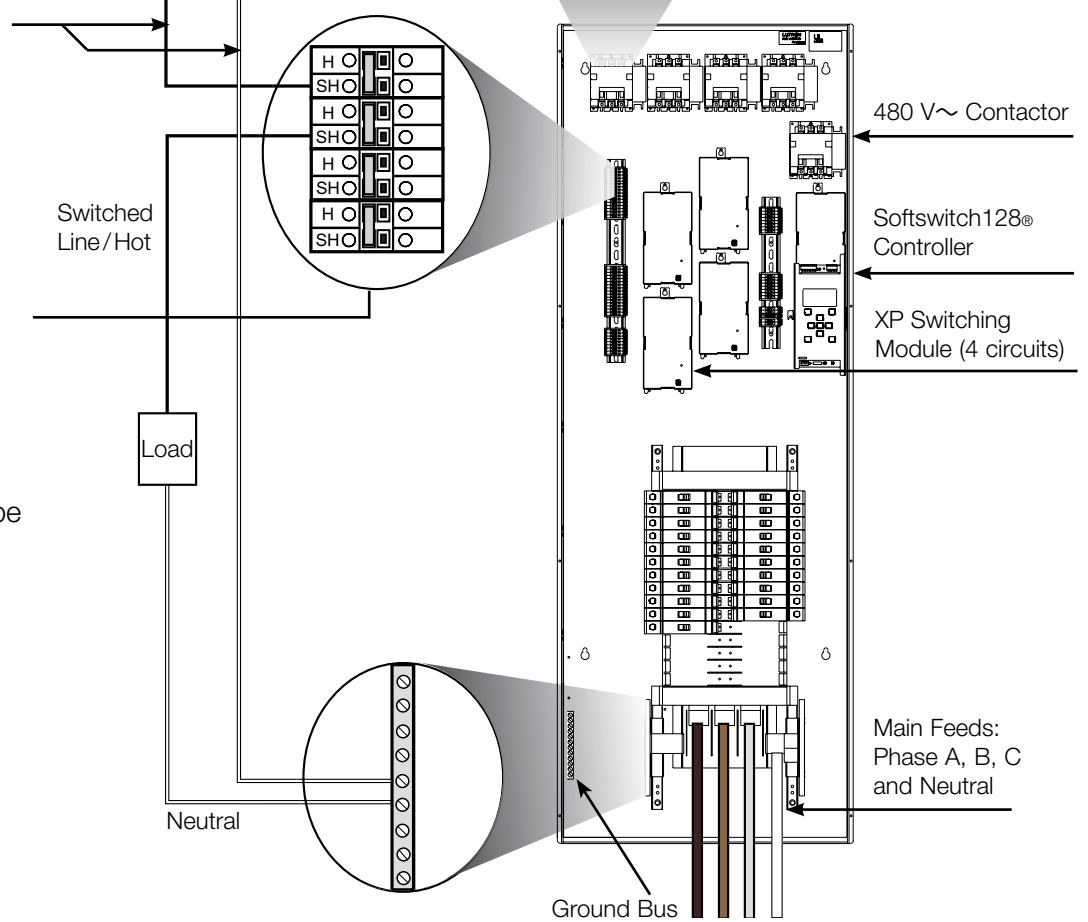 H
SH
H
SH
H
SH
H
SH
Switched
Line/Hot
Load
be
Neutral
480 V~ Contactor
Softswitch128®
Controller
XP Switching
Module (4 circuits)
Main Feeds:
Phase A, B, C
and Neutral
Ground Bus